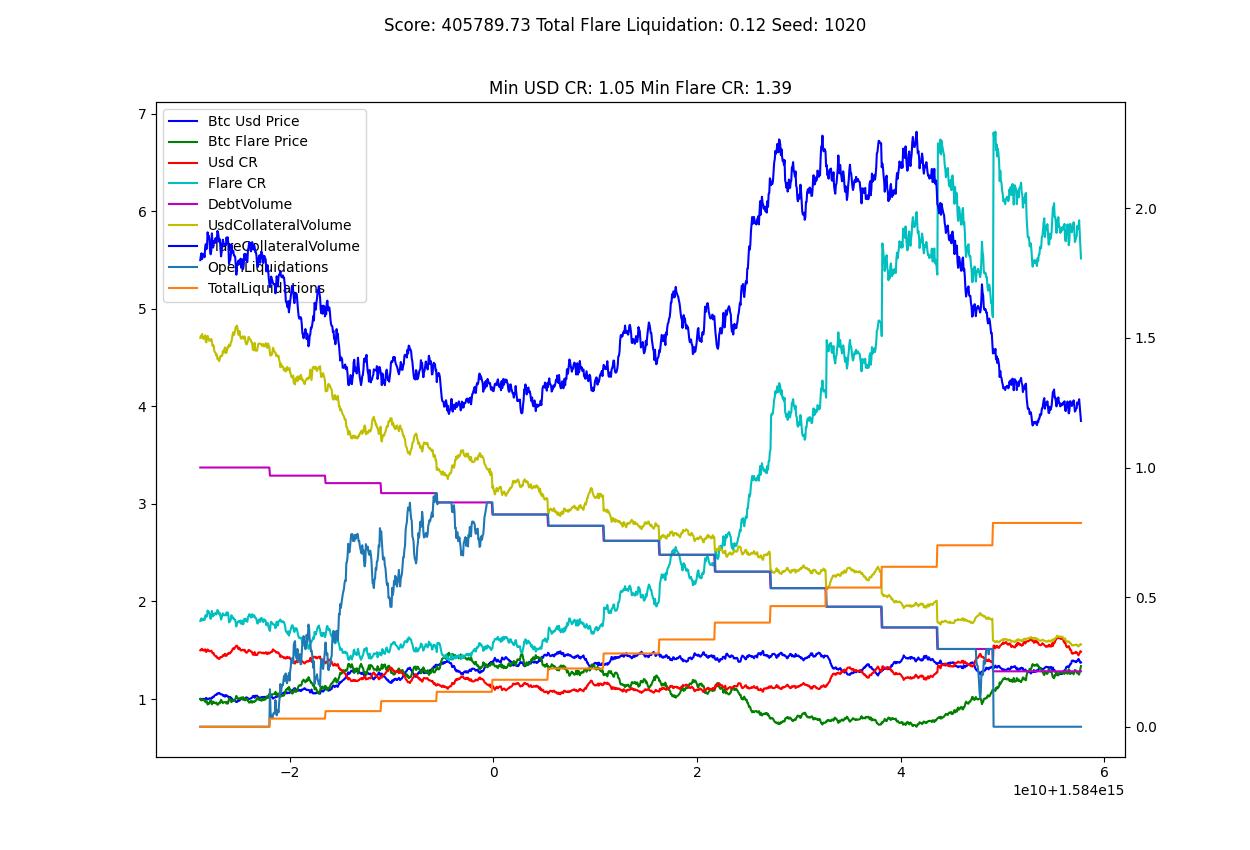 Score: 405789.73 Total Flare Liquidation: 0.12 Seed: 1020
Min USD CR: 1.05 Min Flare CR: 1.39
Btc Usd Price
Btc Flare Price
Usd CR
Flare CR
DebtVolume
UsdCollateralVolume
FlareCollateralVolume
OpenLiquidations
TotalLiquidations
7
6
5
4
3
2
1
2.0
1.5
1.0
0.5
0.0
−2
0
2
4
6
1e10+1.584e15